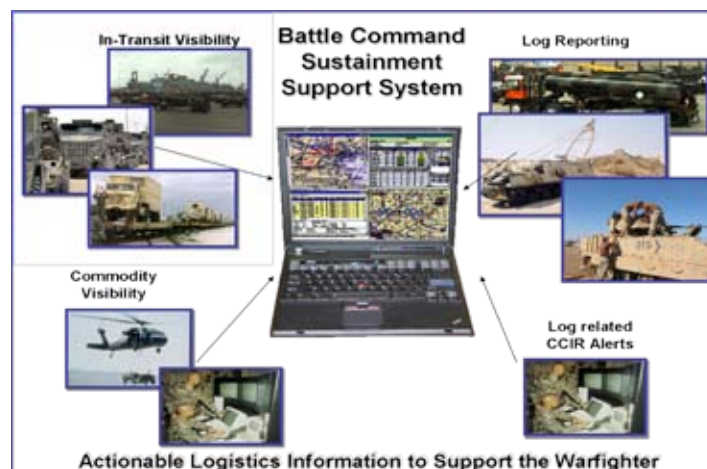 In-Transit Visibility
Battle Command
Sustainment
Support System
Log Reporting
Commodity
Visibility
Log related
CCIR Alerts
Actionable Logistics Information to Support the Warfighter